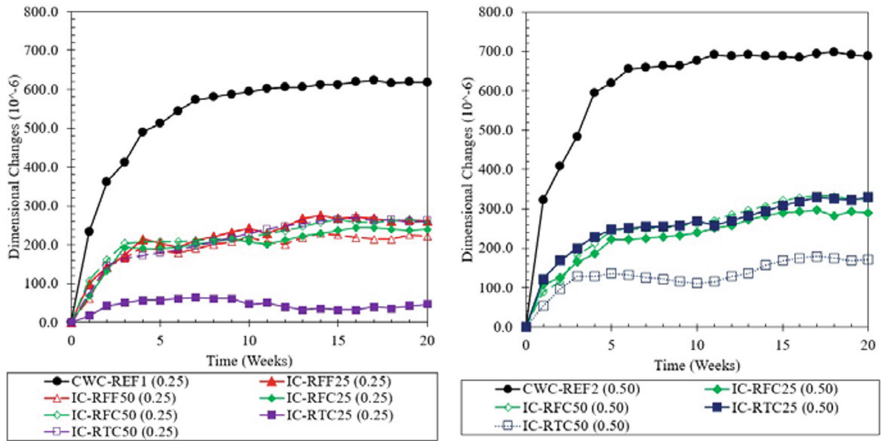 800.0
700.0
600.0
500.0
400.0
300.0
200.0
100.0
0.0
Dimensional Changes (10^-6)
0 5 10 15 20
Time (Weeks)
CWC-REF1 (0.25) IC-RFF25 (0.25)
IC-RFF50 (0.25) IC-RFC25 (0.25)
IC-RFC50 (0.25) IC-RTC25 (0.25)
IC-RTC50 (0.25)
800.0
700.0
600.0
500.0
400.0
300.0
200.0
100.0
0.0
Dimensional Changes (10^-6)
0 5 10 15 20
Time (Weeks)
CWC-REF2 (0.50) IC-RFC25 (0.50)
IC-RFC50 (0.50) IC-RTC25 (0.50)
IC-RTC50 (0.50)